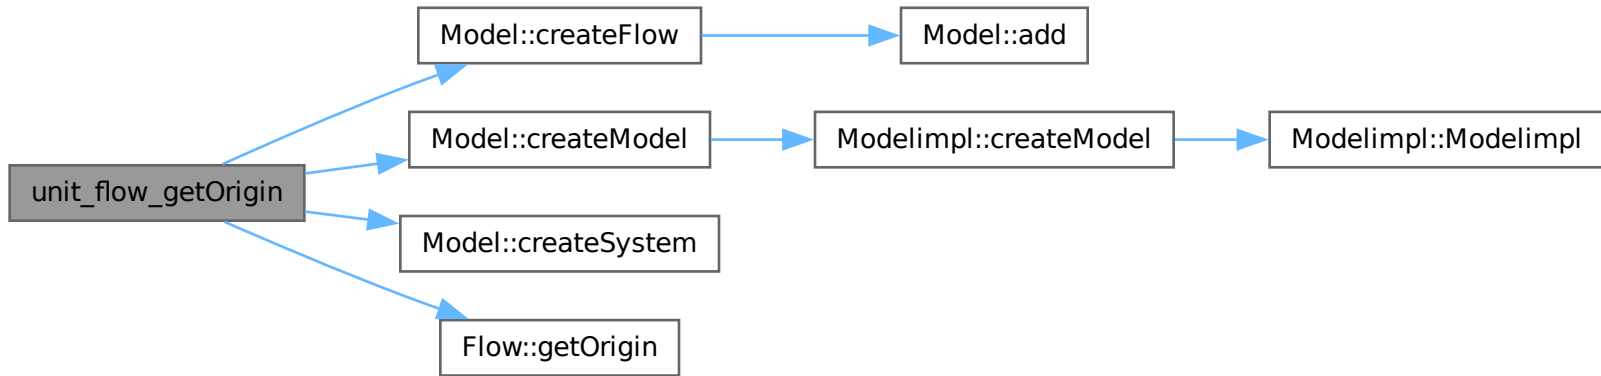 Model::createFlow
Model::add
Model::createModel
Modelimpl::createModel
Modelimpl::Modelimpl
unit_flow_getOrigin
Model::createSystem
Flow::getOrigin